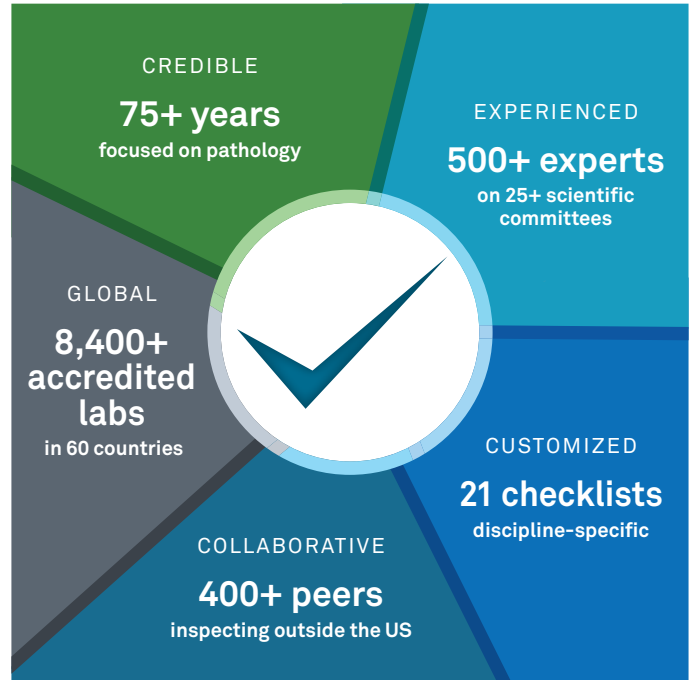 CREDIBLE
75+ years
focused on pathology
EXPERIENCED
500+ experts
on 25+ scientific
committees
GLOBAL
8,400+
accredited
labs
in 60 countries
CUSTOMIZED
21 checklists
discipline-specific
COLLABORATIVE
400+ peers
inspecting outside the US